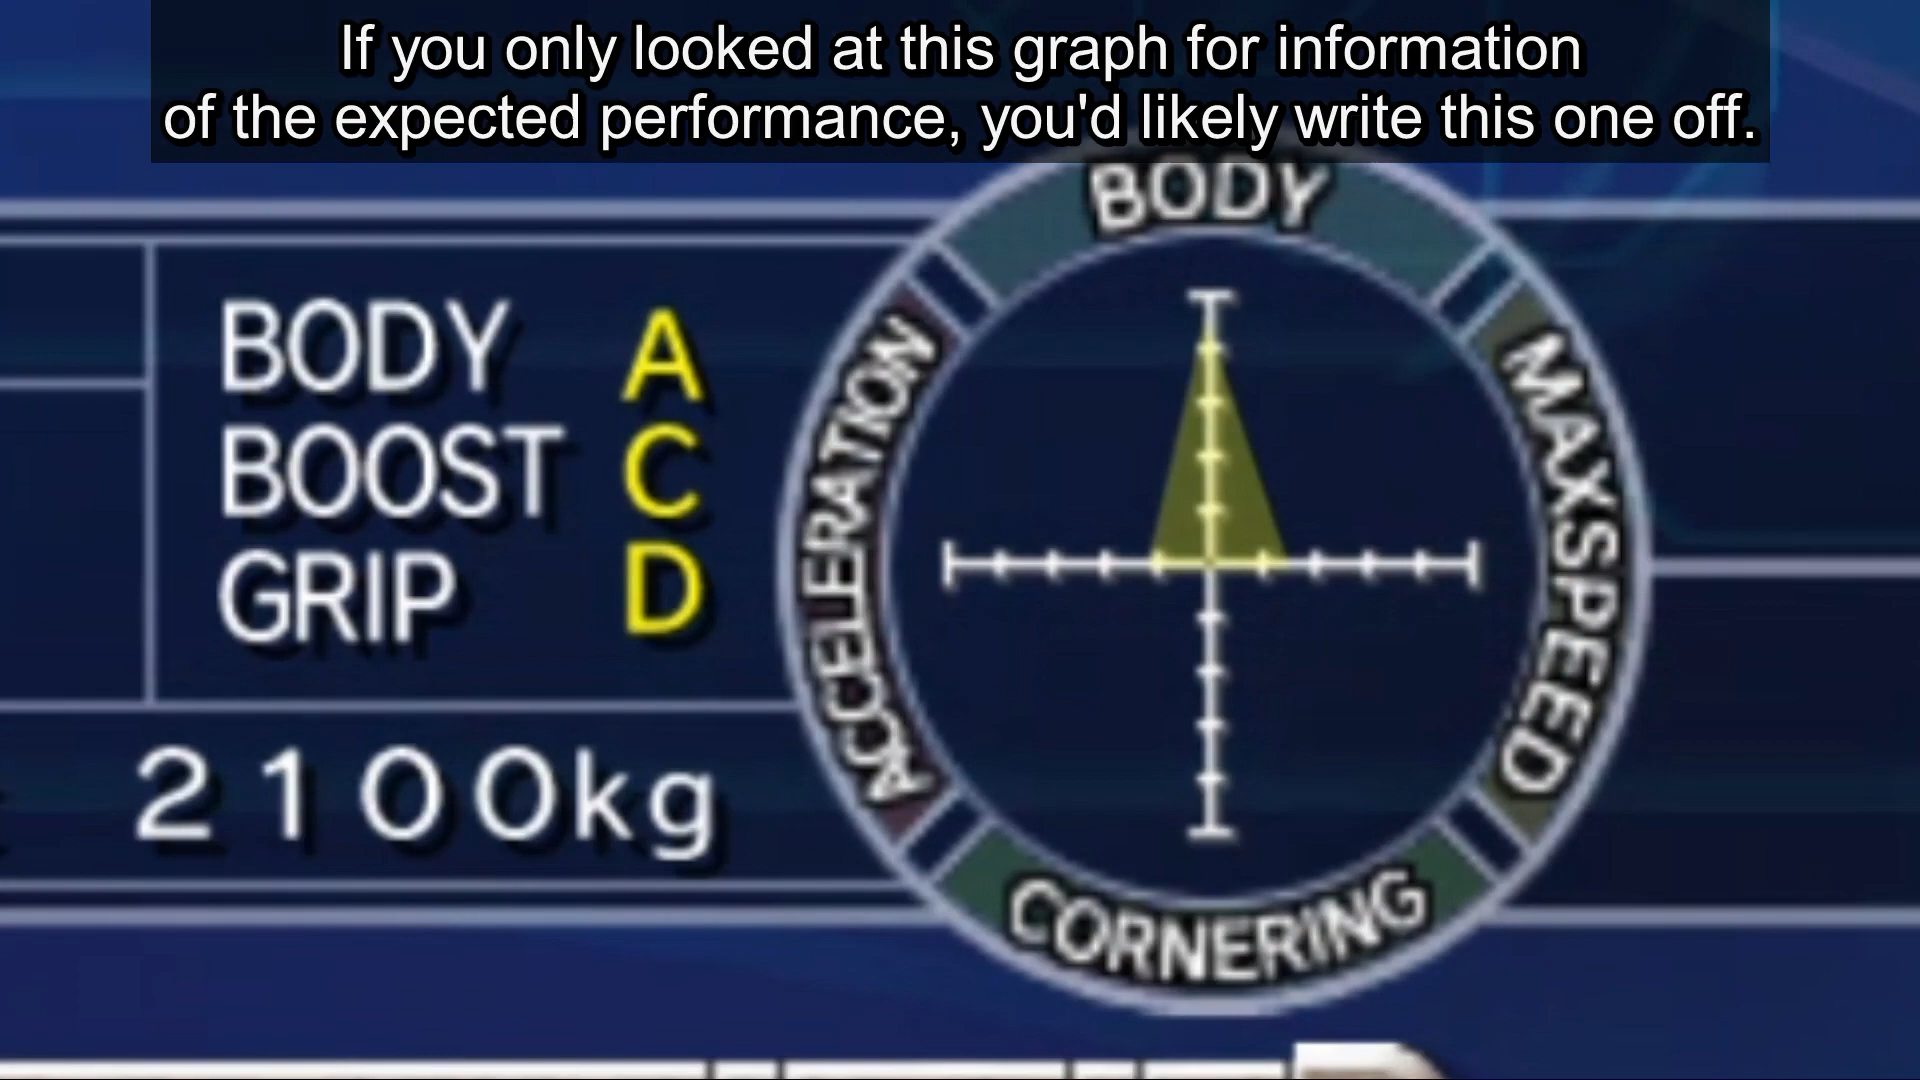 If you only looked at this graph for information
of the expected performance, you'd likely write this one off.
BODY
BODY A
BOOST C
GRIP D
ACCELERATION
MAXSPEED
2100kg
CORNERING